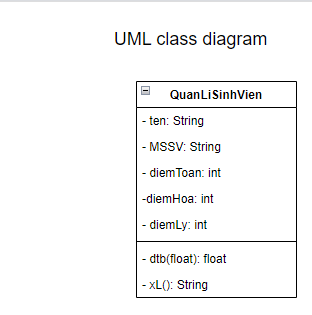 UML class diagram
QuanLiSinhVien
- ten: String
- MSSV: String
- diemToan: int
-diemHoa: int
- diemLy: int
- dtb(float): float
- xL(): String